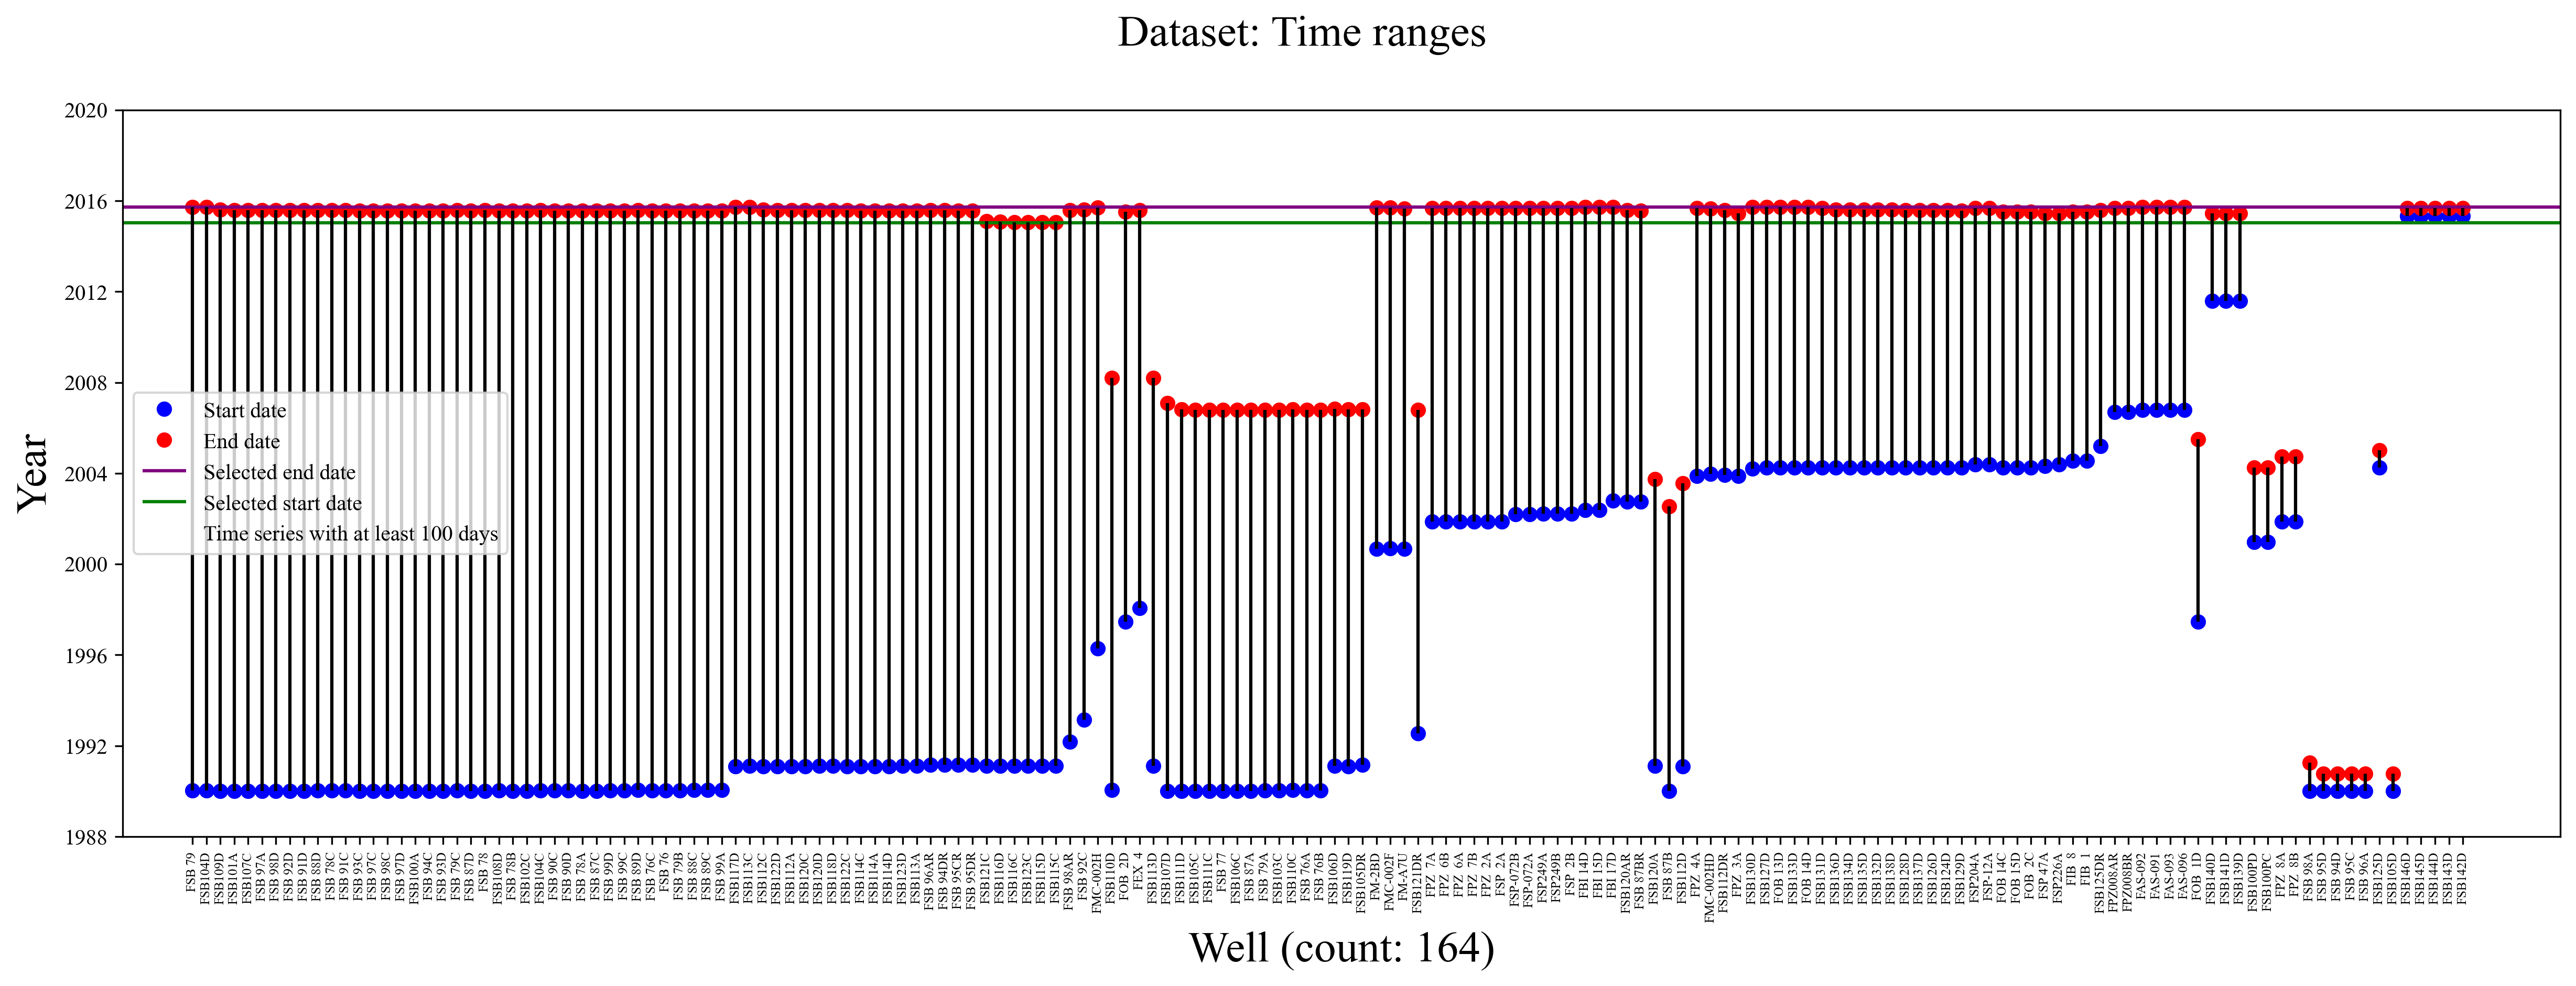 Dataset: Time ranges
2020
2016
2012
2008
2004
2000
1996
1992
1988
Year
Start date
End date
Selected end date
Selected start date
Time series with at least 100 days
FSB 79
FSB104D
FSB109D
FSB101A
FSB107C
FSB 97A
FSB 98D
FSB 92D
FSB 91D
FSB 88D
FSB 78C
FSB 91C
FSB 93C
FSB 97C
FSB 98C
FSB 97D
FSB100A
FSB 94C
FSB 93D
FSB 79C
FSB 87D
FSB 78
FSB108D
FSB 78B
FSB102C
FSB104C
FSB 90C
FSB 90D
FSB 78A
FSB 87C
FSB 99D
FSB 99C
FSB 89D
FSB 76C
FSB 76
FSB 79B
FSB 88C
FSB 89C
FSB 99A
FSB117D
FSB113C
FSB112C
FSB122D
FSB112A
FSB120C
FSB120D
FSB118D
FSB122C
FSB114C
FSB114A
FSB114D
FSB123D
FSB113A
FSB 96AR
FSB 94DR
FSB 95CR
FSB 95DR
FSB121C
FSB116D
FSB116C
FSB123C
FSB115D
FSB115C
FSB 98AR
FSB 92C
FMC-002H
FSB110D
FOB 2D
FEX 4
FSB113D
FSB107D
FSB111D
FSB105C
FSB111C
FSB 77
FSB106C
FSB 87A
FSB 79A
FSB103C
FSB110C
FSB 76A
FSB 76B
FSB106D
FSB119D
FSB105DR
FM-2BD
FMC-002F
FM-A7U
FSB121DR
FPZ 7A
FPZ 6B
FPZ 6A
FPZ 7B
FPZ 2A
FSP 2A
FSP-072B
FSP-072A
FSP249A
FSP249B
FSP 2B
FBI 14D
FBI 15D
FBI 17D
FSB120AR
FSB 87BR
FSB120A
FSB 87B
FSB112D
FPZ 4A
FMC-002HD
FSB112DR
FPZ 3A
FSB130D
FSB127D
FOB 13D
FSB133D
FOB 14D
FSB131D
FSB136D
FSB134D
FSB135D
FSB132D
FSB138D
FSB128D
FSB137D
FSB126D
FSB124D
FSB129D
FSP204A
FSP-12A
FOB 14C
FOB 15D
FOB 2C
FSP 47A
FSP226A
FIB 8
FIB 1
FSB125DR
FPZ008AR
FPZ008BR
FAS-092
FAS-091
FAS-093
FAS-096
FOB 1D
FSB140D
FSB141D
FSB139D
FSB100PD
FSB100PC
FPZ 8A
FPZ 8B
FSB 98A
FSB 95D
FSB 94D
FSB 95C
FSB 96A
FSB125D
FSB105D
FSB146D
FSB145D
FSB144D
FSB143D
FSB142D
Well (count: 164)